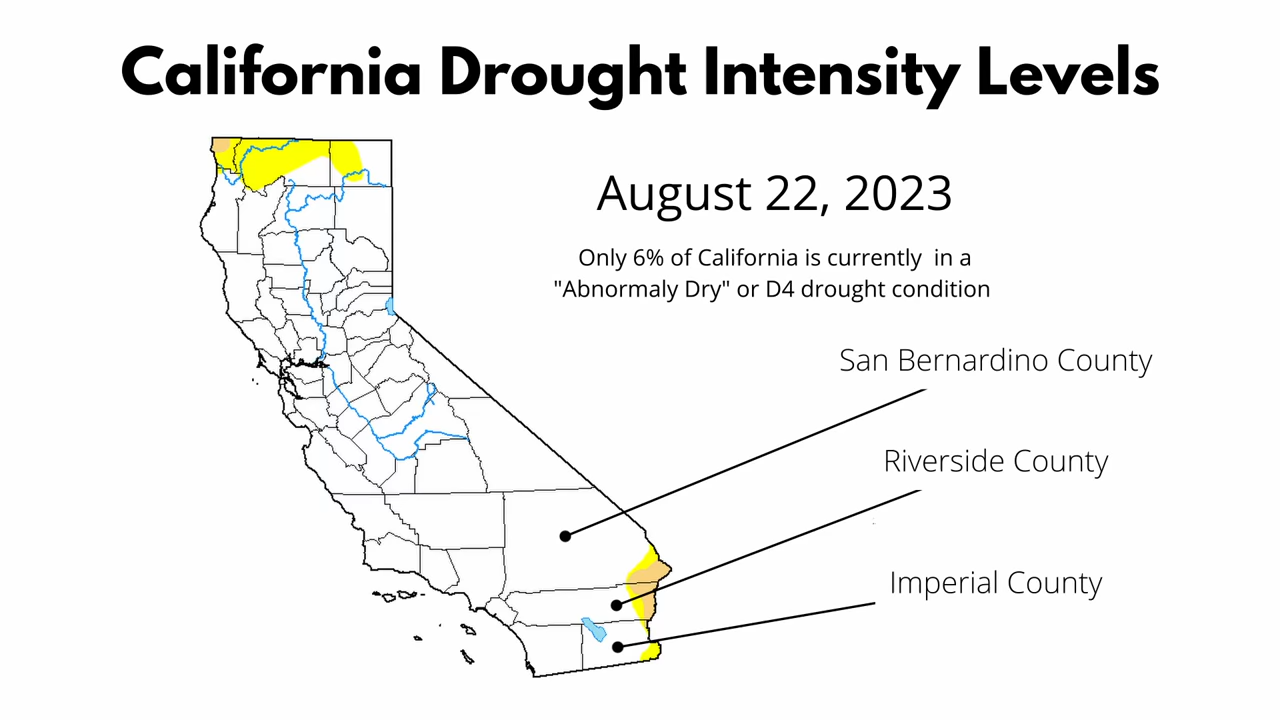 California Drought Intensity Levels
August 22, 2023
Only 6% of California is currently in a
"Abnormaly Dry" or D4 drought condition
San Bernardino County
Riverside County
Imperial County